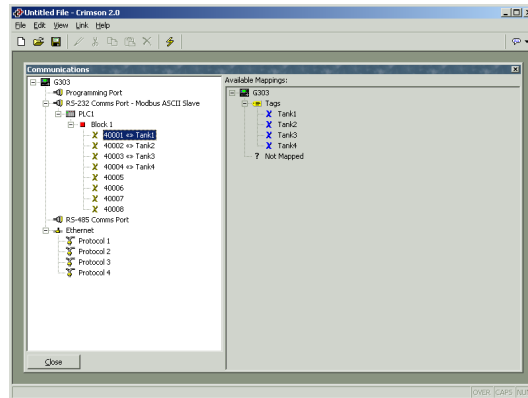 Untitled File - Crimson 2.0
File Edit View Link Help
Communications
G303
Programming Port
RS-232 Comms Port - Modbus ASCII Slave
PLC1
Block 1
40001 <=> Tank1
40002 <=> Tank2
40003 <=> Tank3
40004 <=> Tank4
40005
40006
40007
40008
RS-485 Comms Port
Ethernet
Protocol 1
Protocol 2
Protocol 3
Protocol 4
Available Mappings:
G303
Tags
Tank1
Tank2
Tank3
Tank4
? Not Mapped
Close
OVER CAPS NU